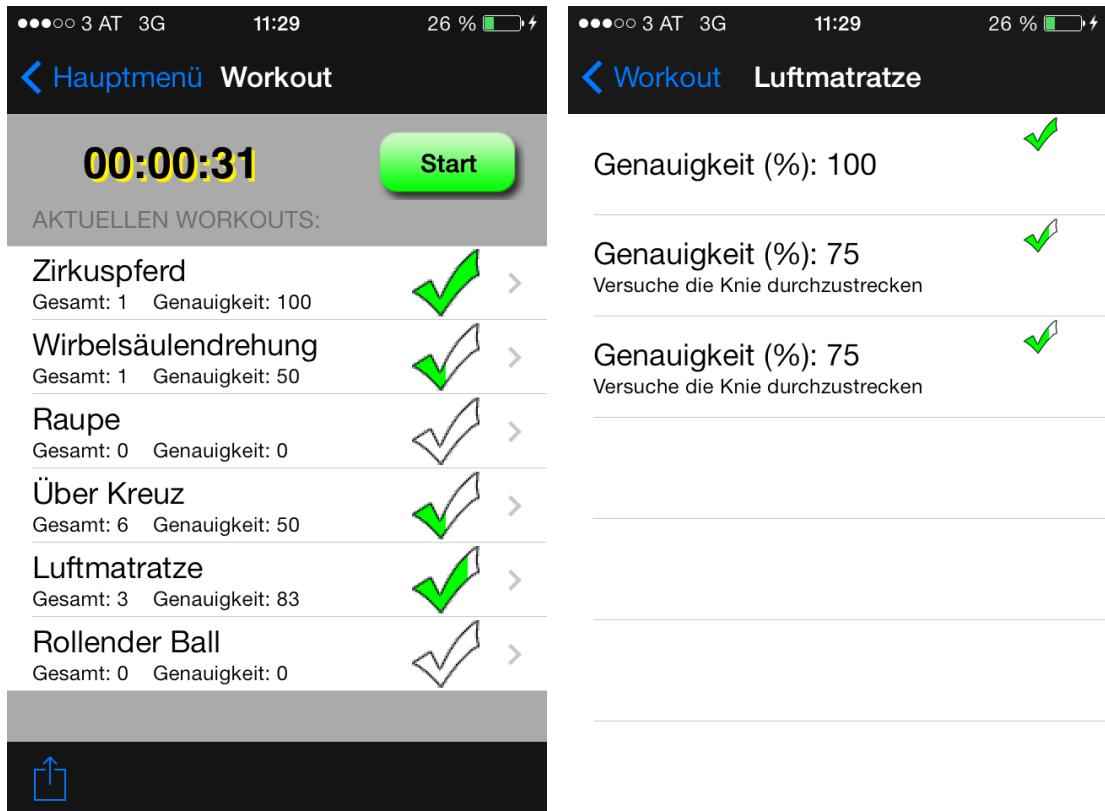 3 AT 3G 11:29 26 %
Hauptmenü Workout
00:00:31 Start
AKTUELLEN WORKOUTS:
Zirkuspferd
Gesamt: 1 Genauigkeit: 100
Wirbelsäulendrehung
Gesamt: 1 Genauigkeit: 50
Raupe
Gesamt: 0 Genauigkeit: 0
Über Kreuz
Gesamt: 6 Genauigkeit: 50
Luftmatratze
Gesamt: 3 Genauigkeit: 83
Rollender Ball
Gesamt: 0 Genauigkeit: 0
3 AT 3G 11:29 26 %
Workout Luftmatratze
Genauigkeit (%): 100
Genauigkeit (%): 75
Versuche die Knie durchzustrecken
Genauigkeit (%): 75
Versuche die Knie durchzustrecken